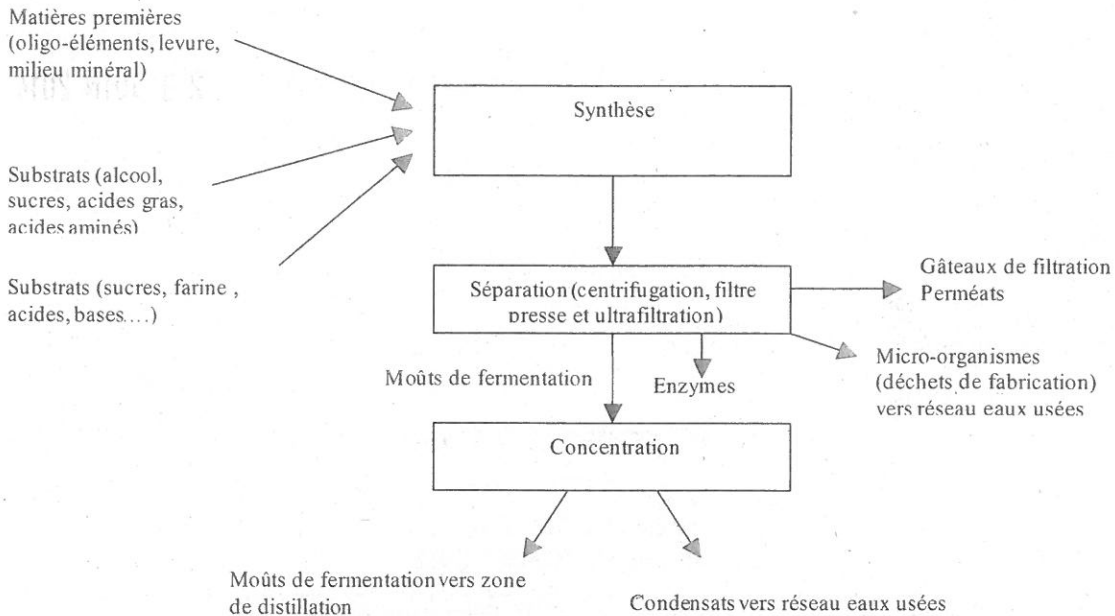 Matières premières
(oligo-éléments, levure,
milieu minéral)
Synthèse
Substrats (alcool,
sucres, acides gras,
acides aminés)
Substrats (sucres, farine ,
acides, bases....)
Séparation (centrifugation, filtre
presse et ultrafiltration)
Gâteaux de filtration
Perméats
Micro-organismes
(déchets de fabrication)
vers réseau eaux usées
Moûts de fermentation
Enzymes
Concentration
Moûts de fermentation vers zone
de distillation
Condensats vers réseau eaux usées